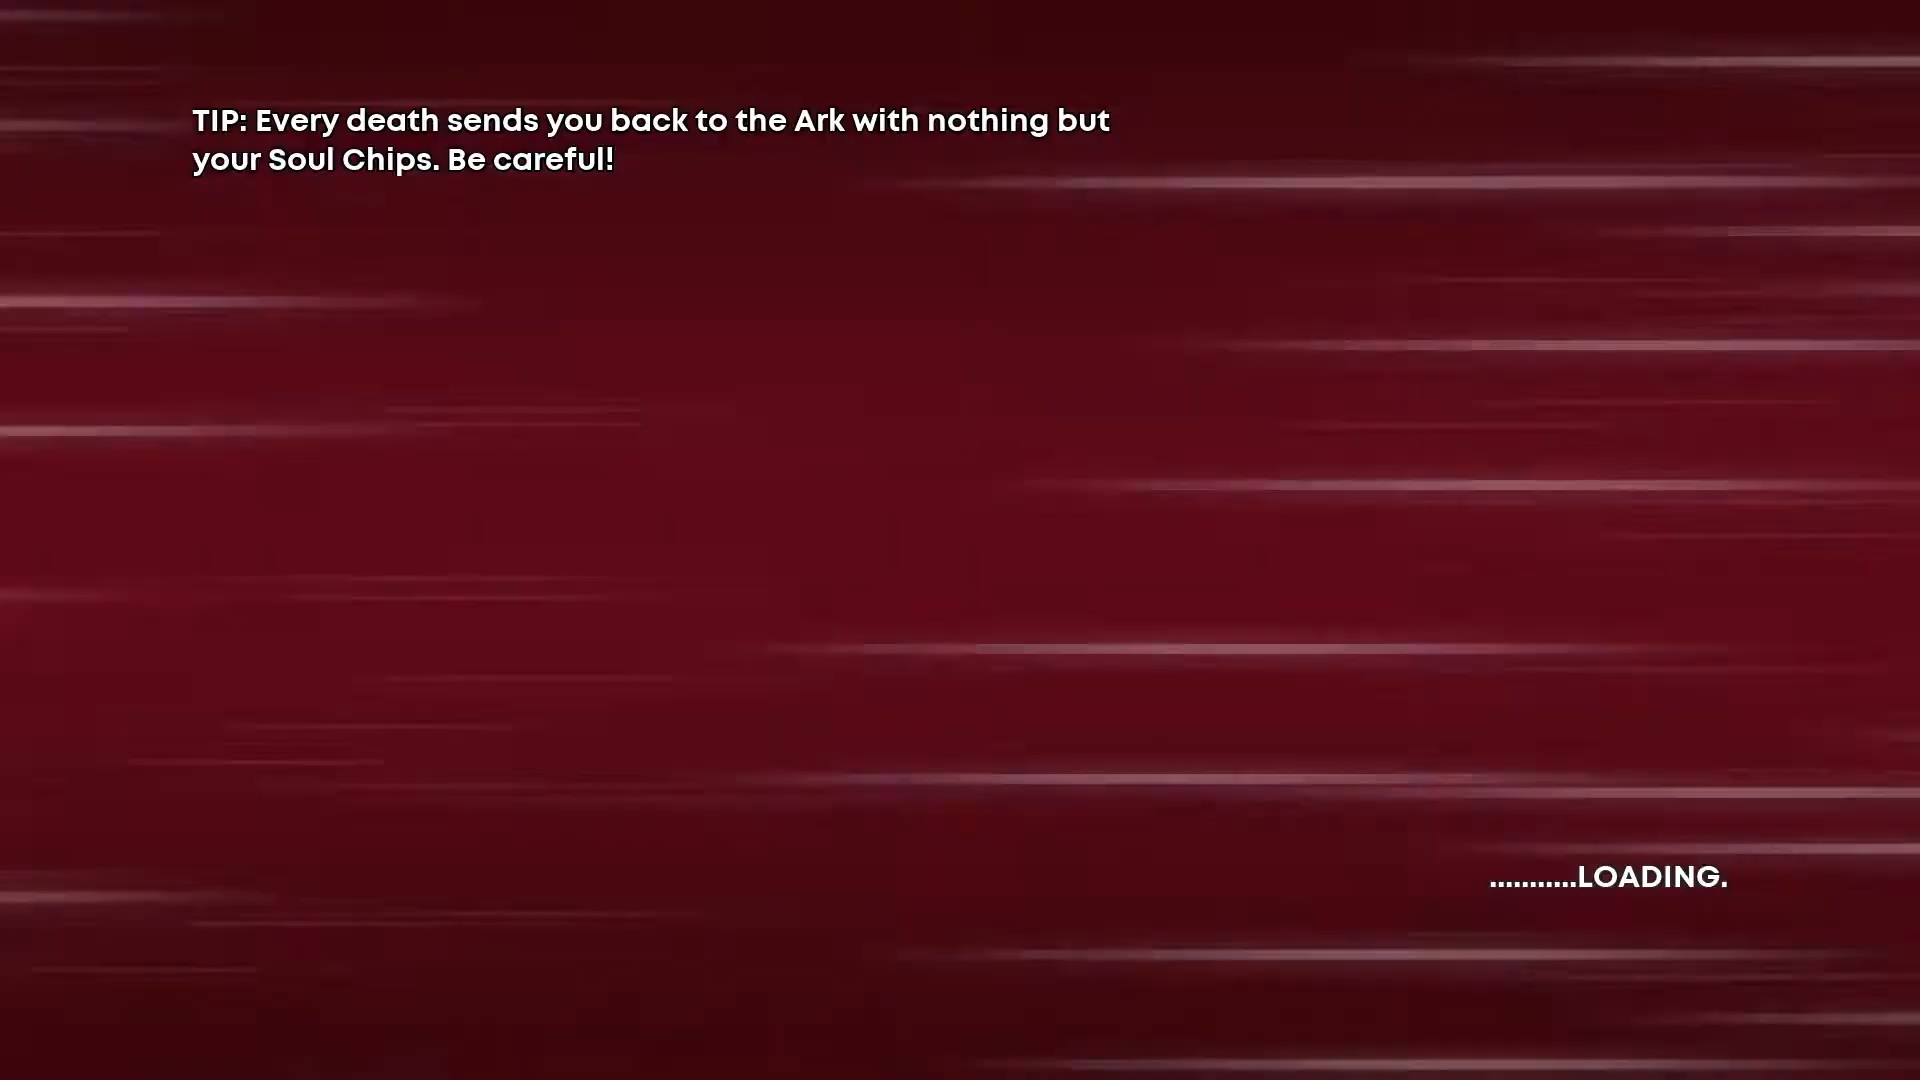 TIP: Every death sends you back to the Ark with nothing but
your Soul Chips. Be careful!
...........LOADING.